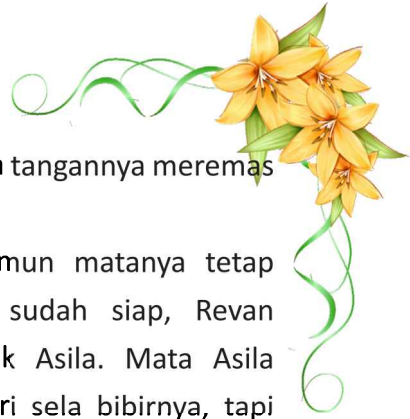 tangannya meremas
mun matanya tetap
sudah siap, Revan
k Asila. Mata Asila
ri sela bibirnya, tapi